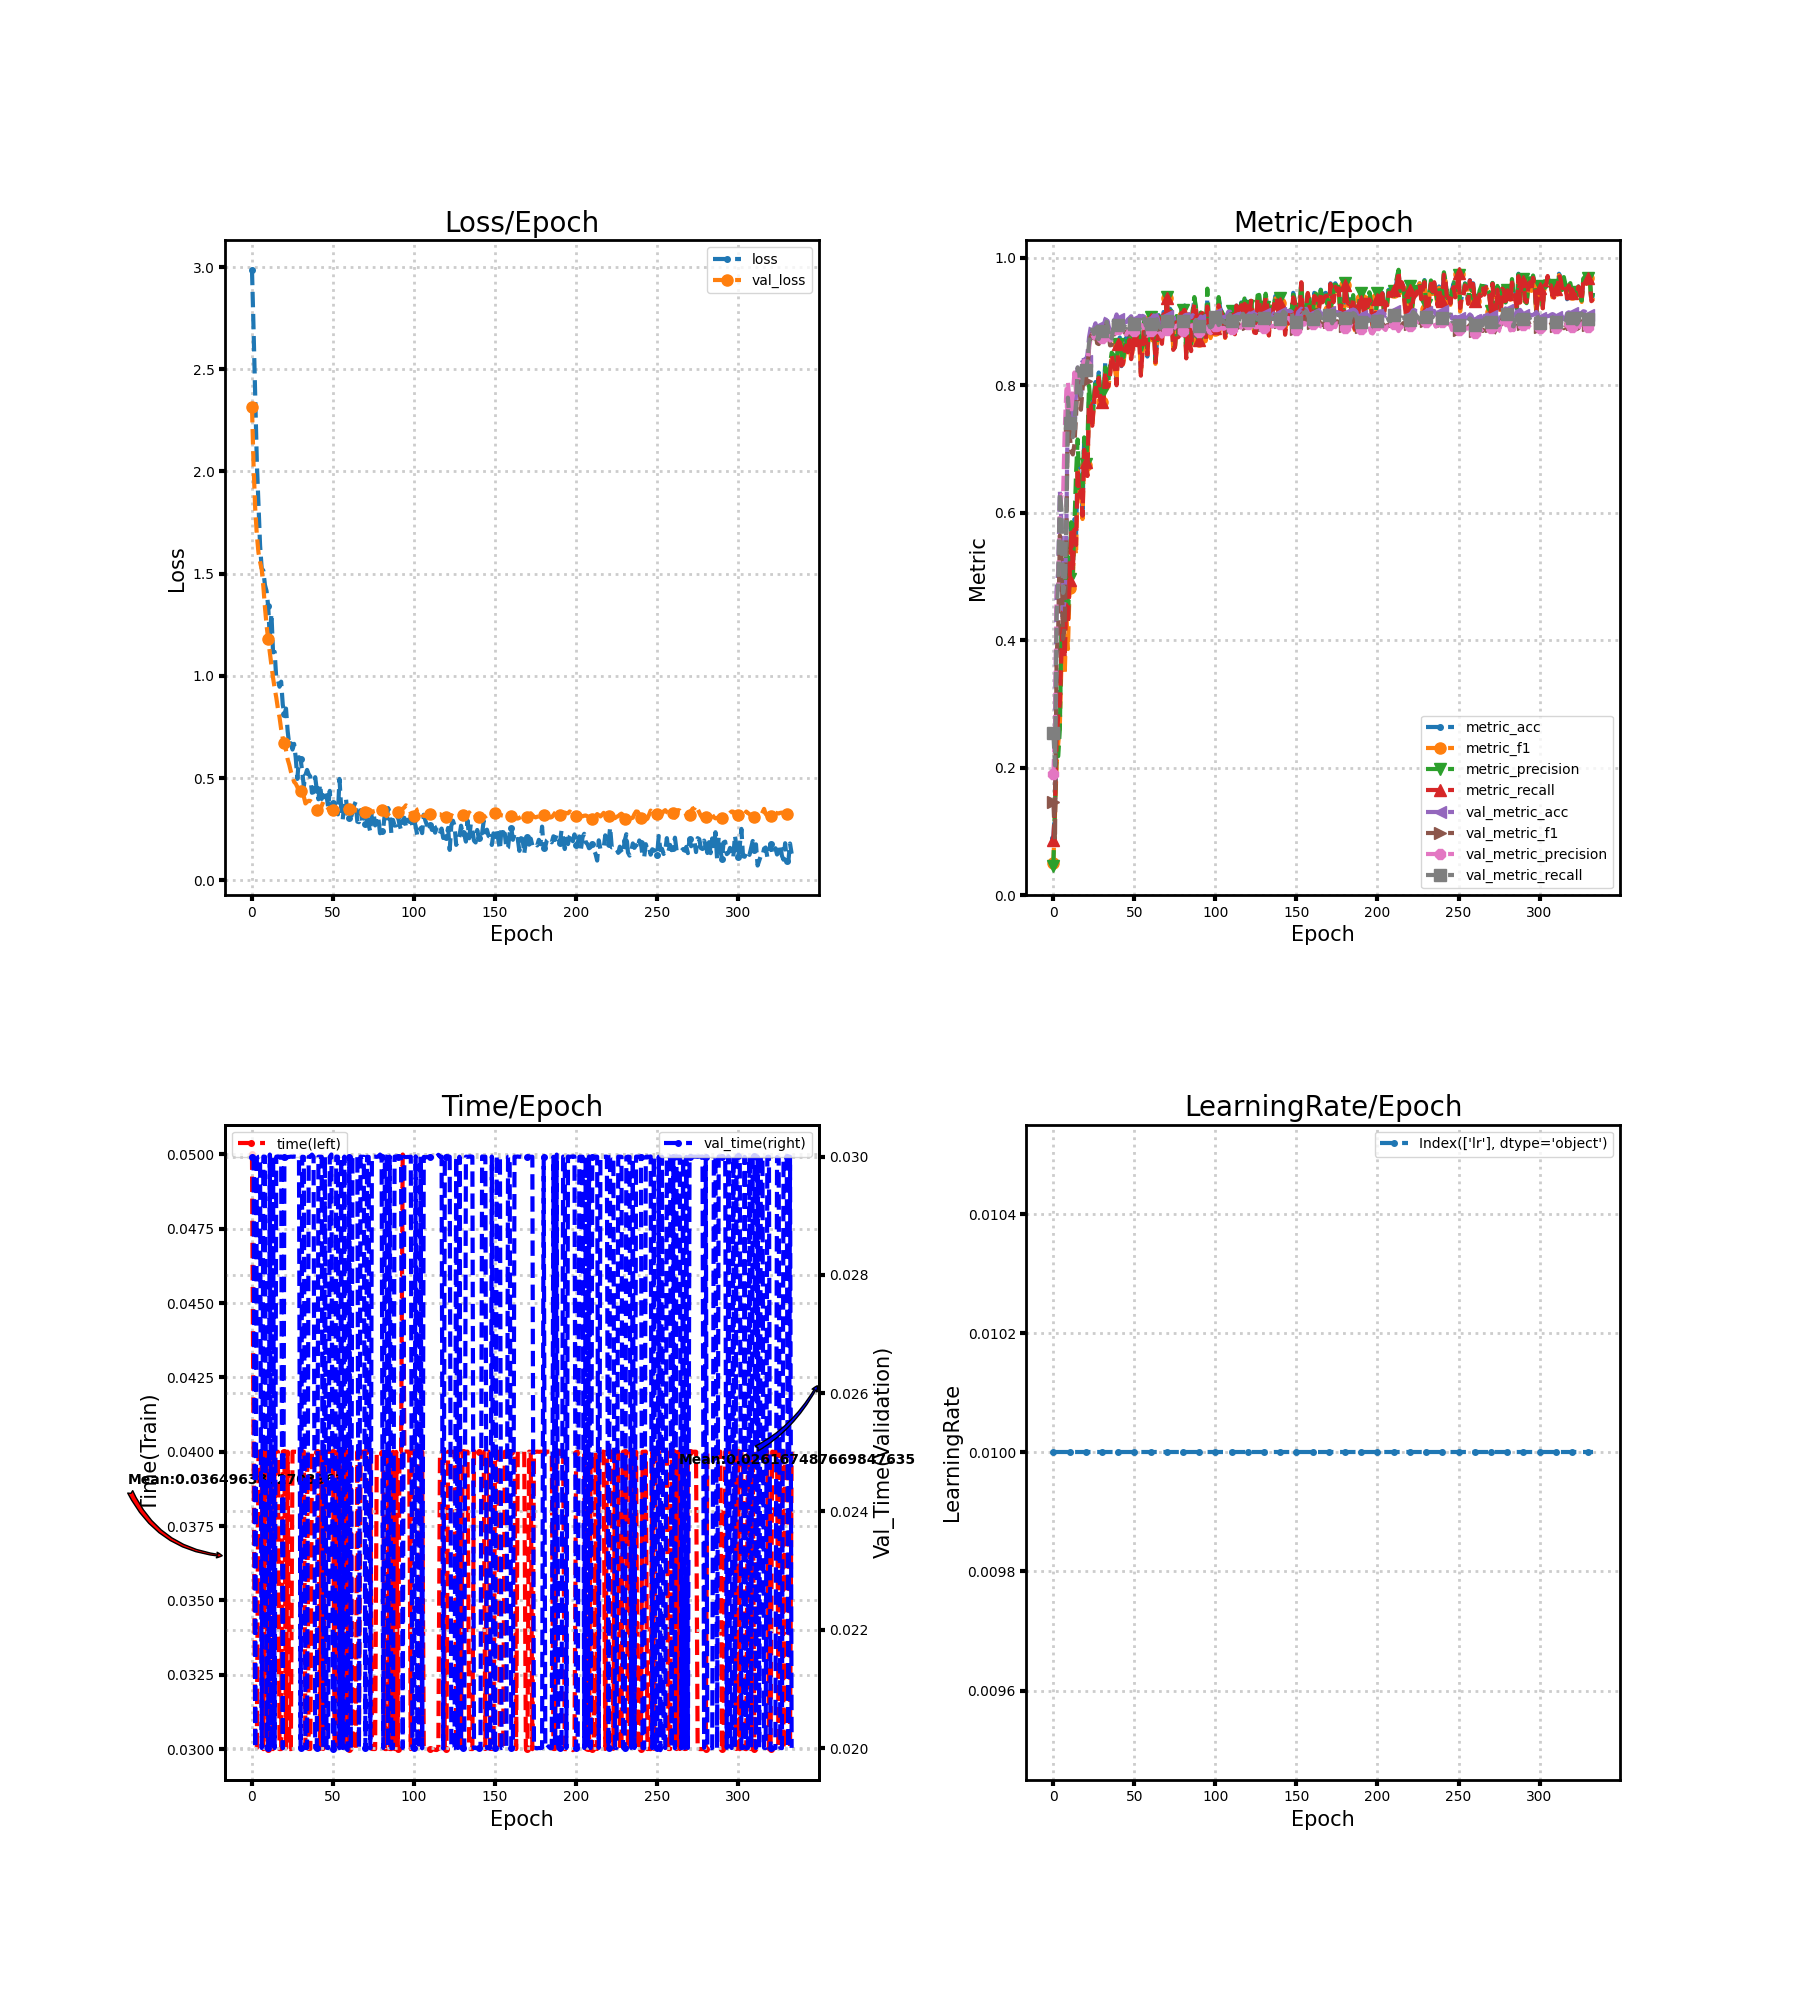 Loss/Epoch
loss
val_loss
3.0
2.5
2.0
1.5
1.0
0.5
0.0
Loss
0
50
100
150
200
250
300
Epoch
Metric/Epoch
1.0
0.8
0.6
0.4
0.2
0.0
Metric
metric_acc
metric_f1
metric_precision
metric_recall
val_metric_acc
val_metric_f1
val_metric_precision
val_metric_recall
0
50
100
150
200
250
300
Epoch
Time/Epoch
time(left)
val_time(right)
0.0500
0.0475
0.0450
0.0425
0.0400
0.0375
0.0350
0.0325
0.0300
Time(Train)
0.030
0.028
0.026
0.024
0.022
0.020
Val_Time(Validation)
0
50
100
150
200
250
300
Epoch
LearningRate/Epoch
Index(['lr'], dtype='object')
0.0104
0.0102
0.0100
0.0098
0.0096
LearningRate
0
50
100
150
200
250
300
Epoch